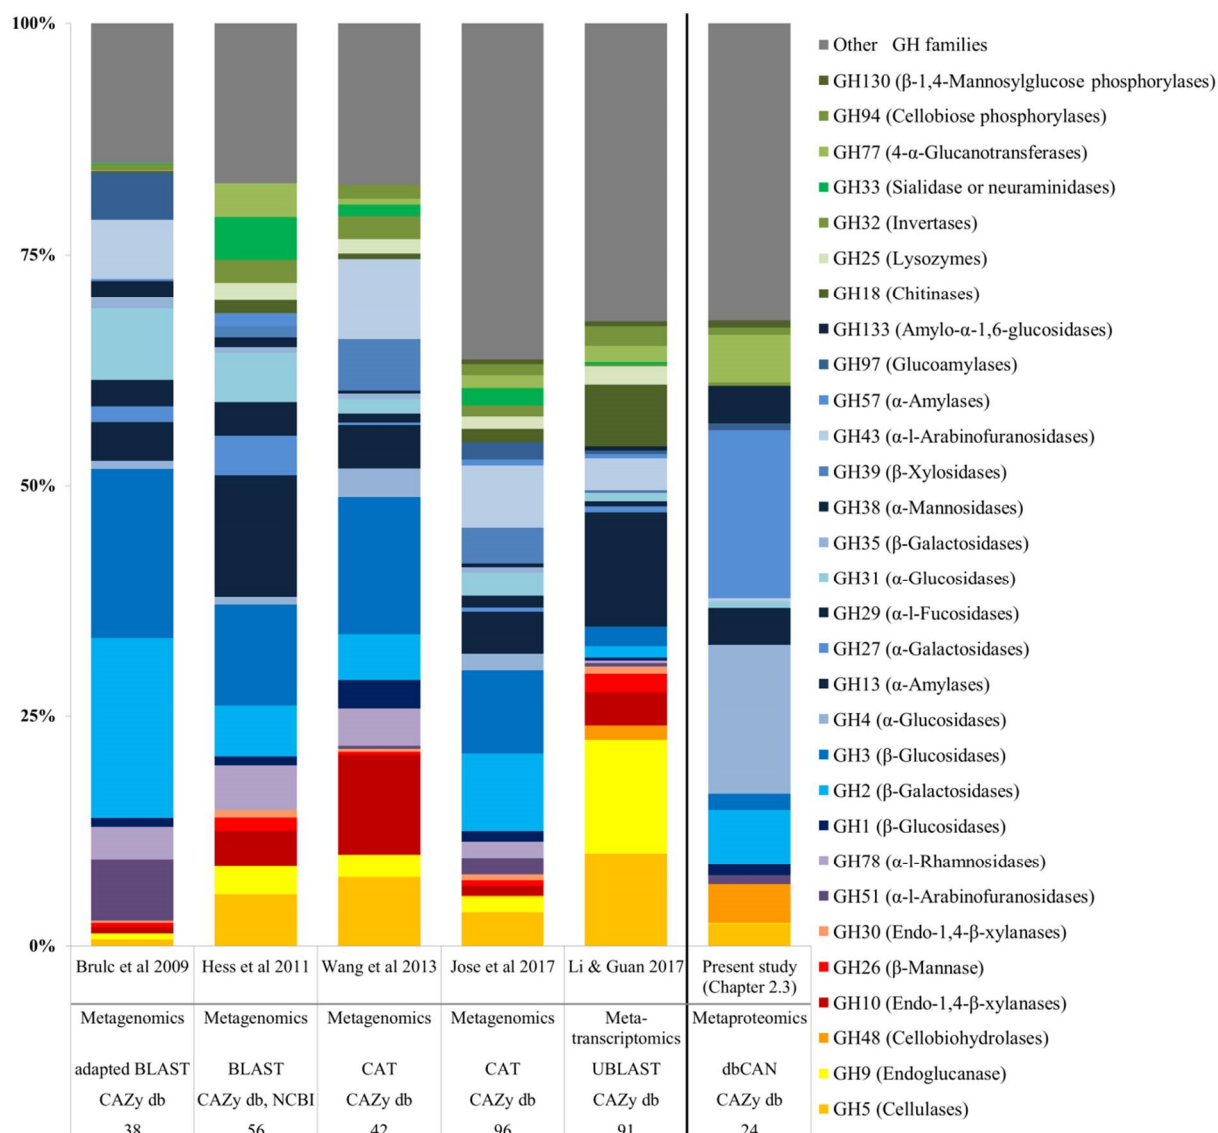 100%
75%
50%
25%
0%
Other GH families
GH130 (β-1,4-Mannosylglucose phosphorylases)
GH94 (Cellobiose phosphorylases)
GH77 (4-α-Glucanotransferases)
GH33 (Sialidase or neuraminidases)
GH32 (Invertases)
GH25 (Lysozymes)
GH18 (Chitinases)
GH133 (Amylo-α-1,6-glucosidases)
GH97 (Glucoamylases)
GH57 (α-Amylases)
GH43 (α-l-Arabinofuranosidases)
GH39 (β-Xylosidases)
GH38 (α-Mannosidases)
GH35 (β-Galactosidases)
GH31 (α-Glucosidases)
GH29 (α-l-Fucosidases)
GH27 (α-Galactosidases)
GH13 (α-Amylases)
GH4 (α-Glucosidases)
GH3 (β-Glucosidases)
GH2 (β-Galactosidases)
GH1 (β-Glucosidases)
GH78 (α-l-Rhamnosidases)
GH51 (α-l-Arabinofuranosidases)
GH30 (Endo-1,4-β-xylanases)
GH26 (β-Mannase)
GH10 (Endo-1,4-β-xylanases)
GH48 (Cellobiohydrolases)
GH9 (Endoglucanase)
GH5 (Cellulases)
Brulc et al 2009 Hess et al 2011 Wang et al 2013 Jose et al 2017 Li & Guan 2017 Present study
(Chapter 2.3)
Metagenomics Metagenomics Metagenomics Metagenomics Meta- Metaproteomics
transcriptomics
adapted BLAST BLAST CAT CAT UBLAST dbCAN
CAZy db CAZy db, NCBI CAZy db CAZy db CAZy db CAZy db
38 56 42 96 91 24